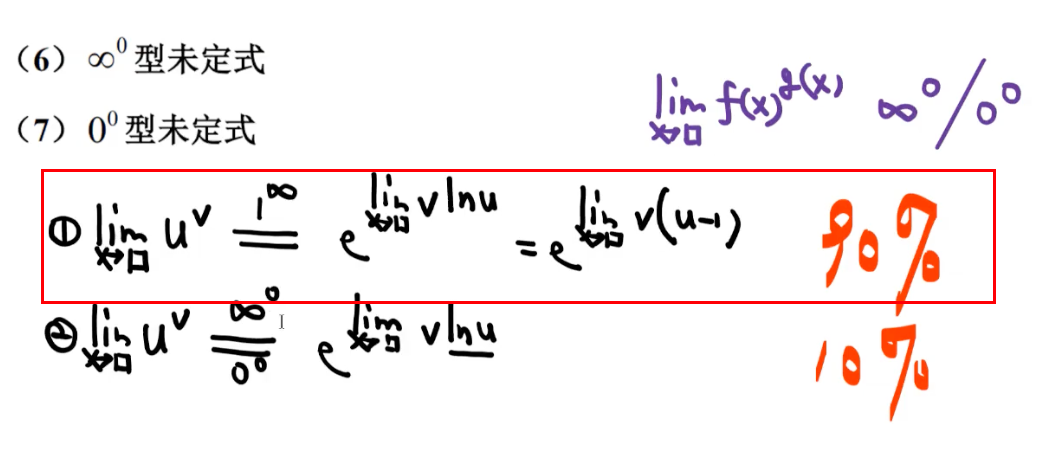 （6）∞⁰ 型未定式
lim x→□ f(x)^g(x) ∞⁰/0⁰
（7）0⁰ 型未定式
① lim x→□ u^v =(1^∞)= e^(lim x→□ v ln u) = e^(lim x→□ v(u-1)) 90%
② lim x→□ u^v =(∞⁰ / 0⁰)= e^(lim x→□ v ln u) 10%